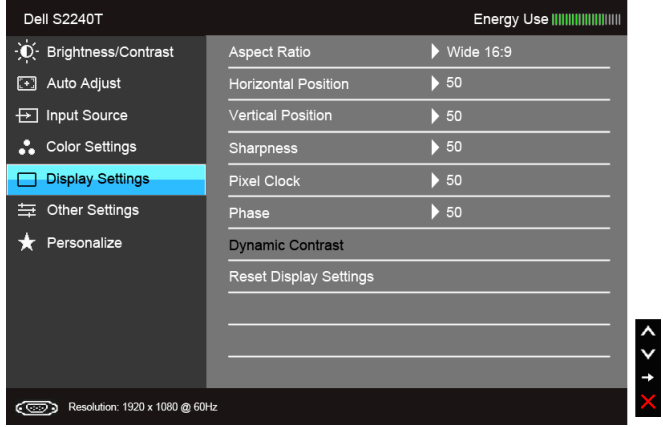 Dell S2240T
Energy Use
Brightness/Contrast
Auto Adjust
Input Source
Color Settings
Display Settings
Other Settings
Personalize
Aspect Ratio Wide 16:9
Horizontal Position 50
Vertical Position 50
Sharpness 50
Pixel Clock 50
Phase 50
Dynamic Contrast
Reset Display Settings
Resolution: 1920 x 1080 @ 60Hz